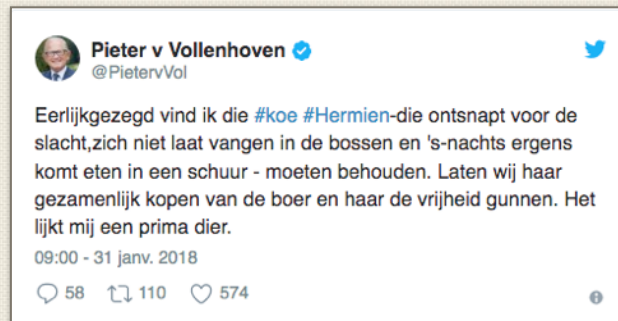 Pieter v Vollenhoven
@PietervVol
Eerlijkgezegd vind ik die #koe #Hermien-die ontsnapt voor de
slacht,zich niet laat vangen in de bossen en 's-nachts ergens
komt eten in een schuur - moeten behouden. Laten wij haar
gezamenlijk kopen van de boer en haar de vrijheid gunnen. Het
lijkt mij een prima dier.
09:00 - 31 janv. 2018
58 110 574